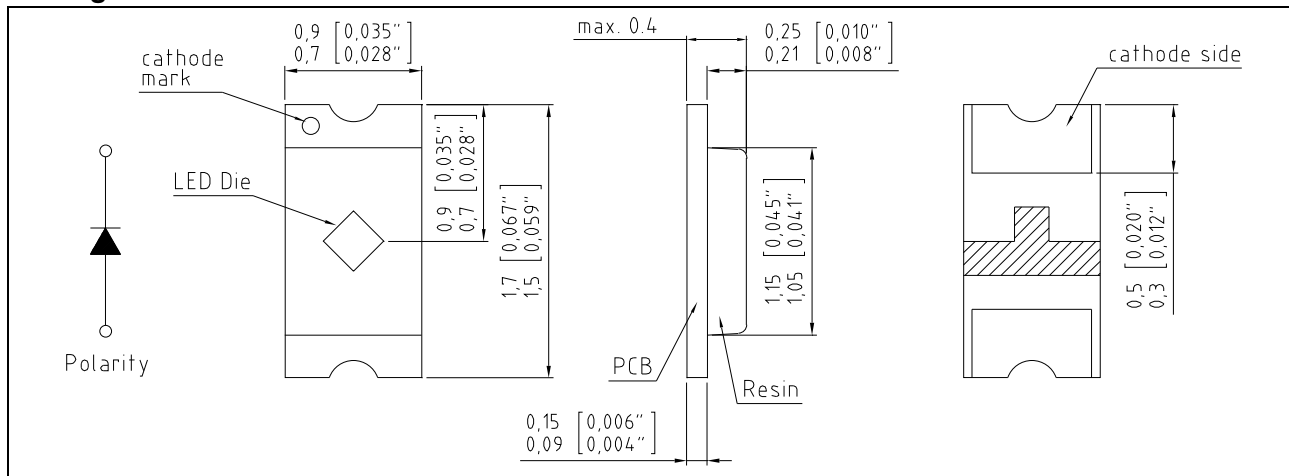 0,9 [0,035"]
0,7 [0,028"]
cathode
mark
LED Die
Polarity
0,9 [0,035"]
0,7 [0,028"]
1,7 [0,067"]
1,5 [0,059"]
max. 0.4
0,25 [0,010"]
0,21 [0,008"]
1,15 [0,045"]
1,05 [0,041"]
PCB
Resin
0,15 [0,006"]
0,09 [0,004"]
cathode side
0,5 [0,020"]
0,3 [0,012"]